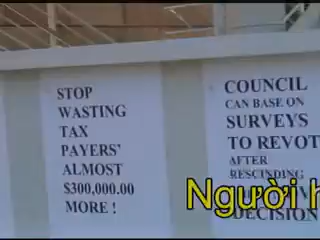 STOP
WASTING
TAX
PAYERS'
ALMOST
$300,000.00
MORE !
COUNCIL
CAN BASE ON
SURVEYS
TO REVOT
AFTER
RESCINDING
DECISION
Người h